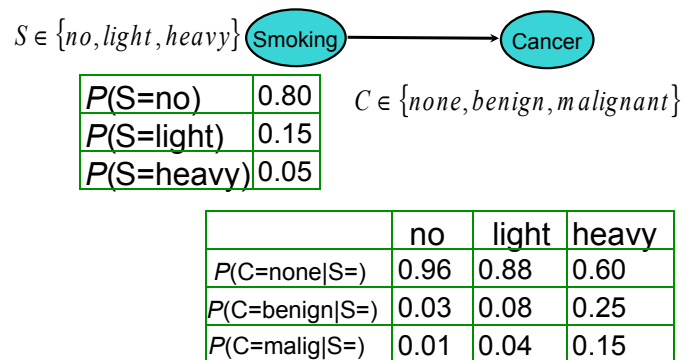 S ∈ {no, light, heavy} Smoking Cancer
P(S=no) 0.80
C ∈ {none, benign, malignant}
P(S=light) 0.15
P(S=heavy) 0.05
no light heavy
P(C=none|S=) 0.96 0.88 0.60
P(C=benign|S=) 0.03 0.08 0.25
P(C=malig|S=) 0.01 0.04 0.15